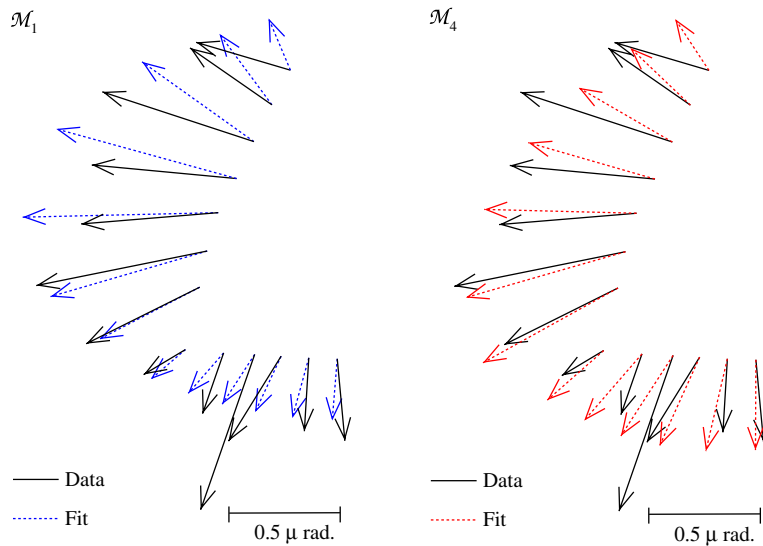 ℳ₁
Data
Fit
0.5 μ rad.
ℳ₄
Data
Fit
0.5 μ rad.